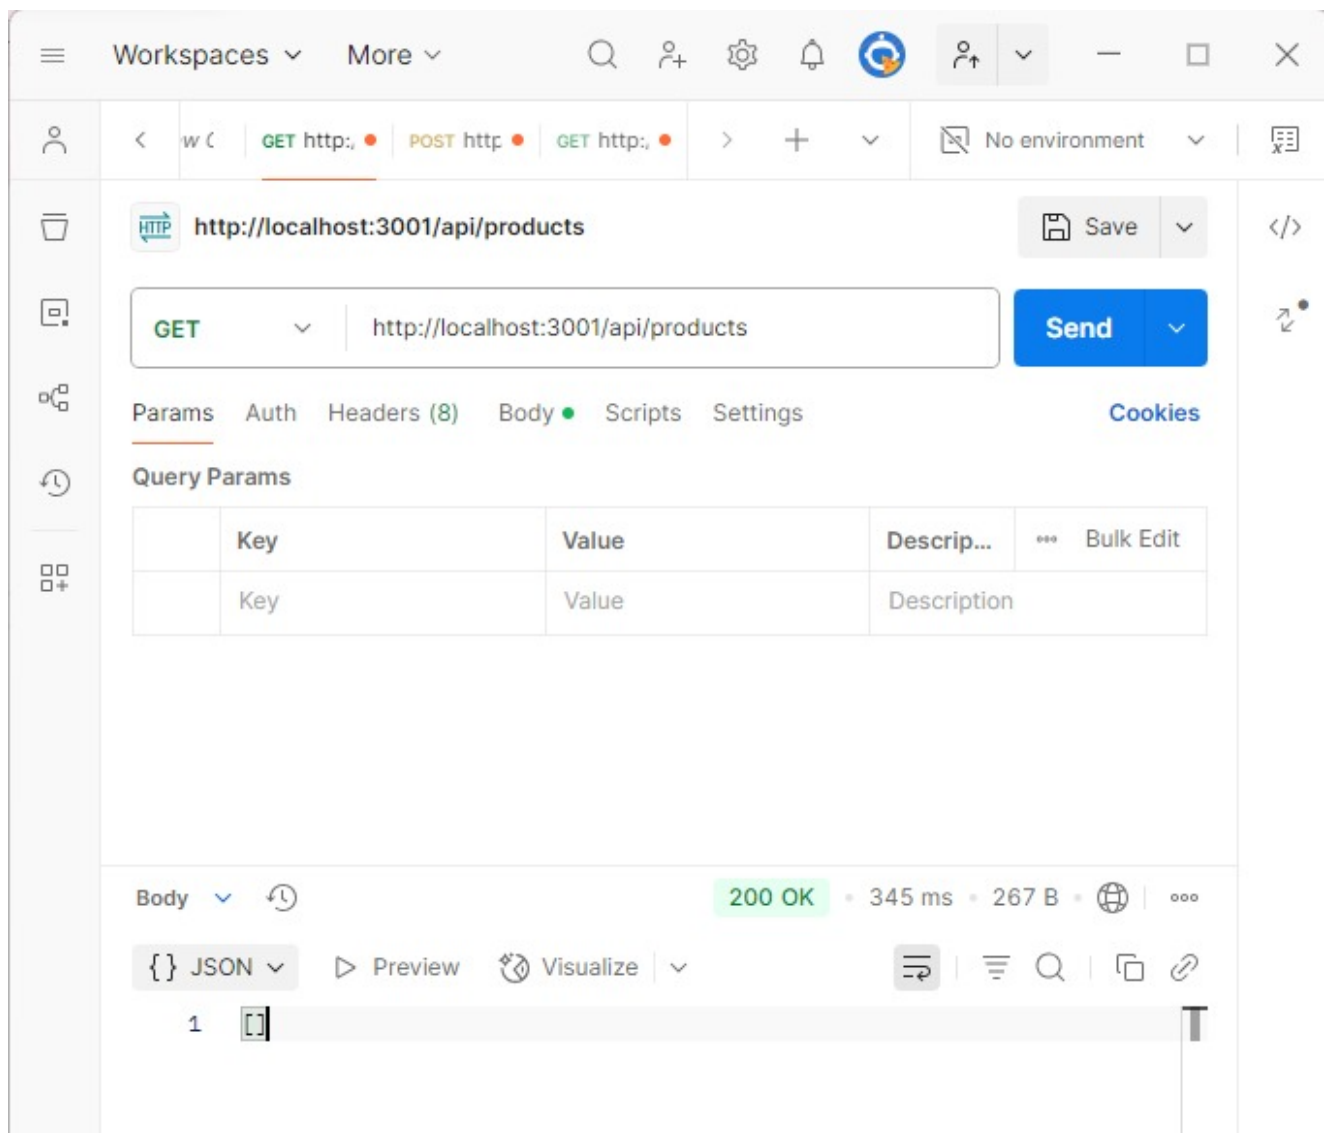 Workspaces More
w C GET http:/ POST http GET http:/ No environment
HTTP http://localhost:3001/api/products Save
GET http://localhost:3001/api/products Send
Params Auth Headers (8) Body Scripts Settings Cookies
Query Params
Key Value Descrip... Bulk Edit
Key Value Description
Body 200 OK 345 ms 267 B
{} JSON Preview Visualize
1 []